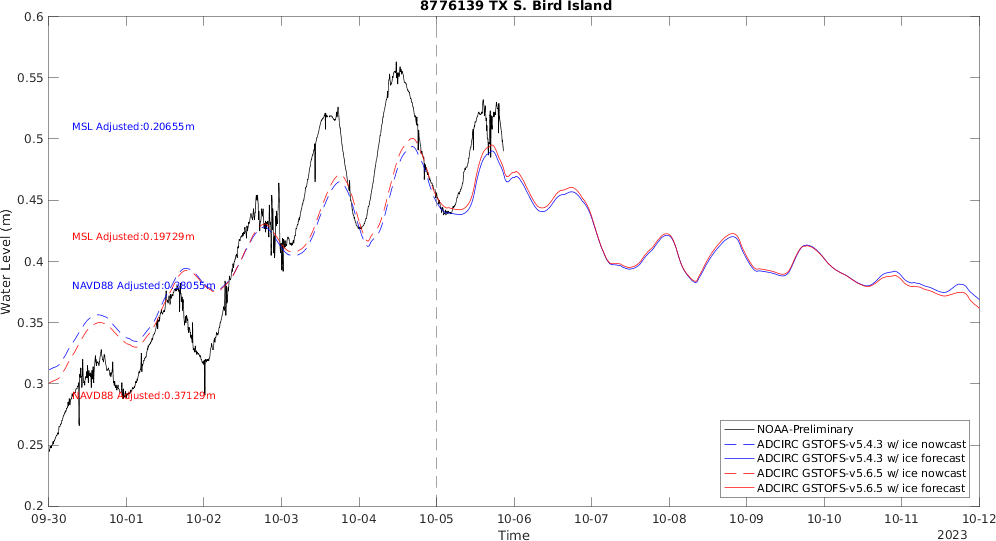 8776139 TX S. Bird Island
0.6
0.55
0.5
0.45
0.4
0.35
0.3
0.25
0.2
Water Level (m)
MSL Adjusted:0.20655m
MSL Adjusted:0.19729m
NAVD88 Adjusted:0.38055m
NAVD88 Adjusted:0.37129m
NOAA-Preliminary
ADCIRC GSTOFS-v5.4.3 w/ ice nowcast
ADCIRC GSTOFS-v5.4.3 w/ ice forecast
ADCIRC GSTOFS-v5.6.5 w/ ice nowcast
ADCIRC GSTOFS-v5.6.5 w/ ice forecast
09-30 10-01 10-02 10-03 10-04 10-05 10-06 10-07 10-08 10-09 10-10 10-11 10-12
Time
2023